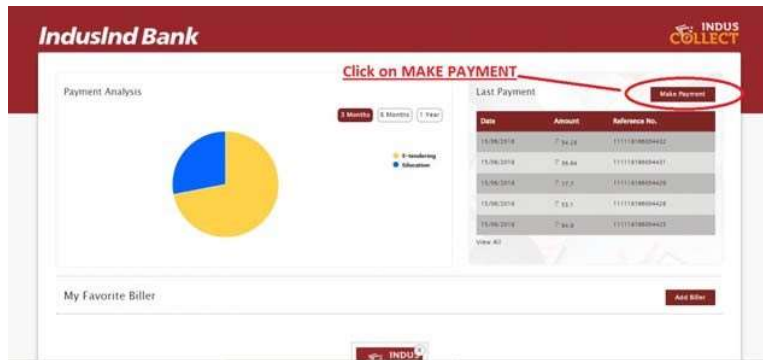 IndusInd Bank
INDUS
COLLECT
Click on MAKE PAYMENT
Payment Analysis
Last Payment
Make Payment
3 Months
6 Months
1 Year
Date Amount Reference No.
E-tendering
Education
15/06/2018
15/06/2018
15/06/2018
15/06/2018
15/06/2018
View All
My Favorite Biller
Add Biller
INDUS